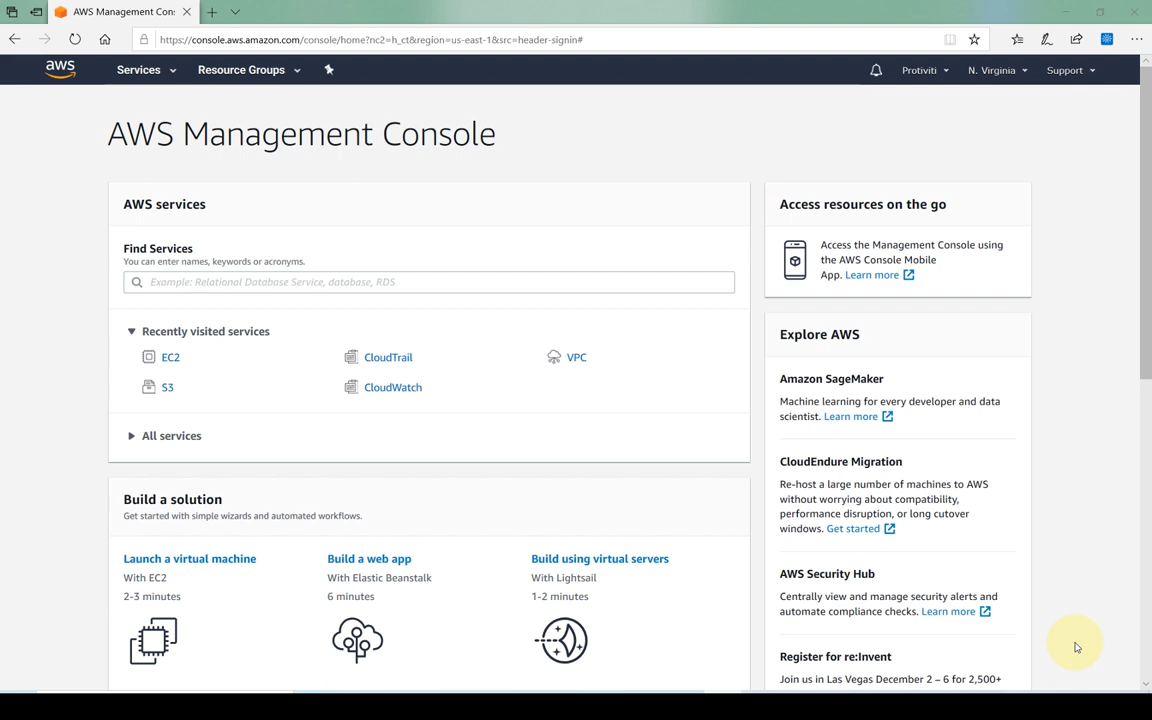 AWS Management Con
https://console.aws.amazon.com/console/home?nc2=h_ct&region=us-east-1&src=header-signin#
aws Services Resource Groups Protiviti N. Virginia Support
AWS Management Console
AWS services
Find Services
You can enter names, keywords or acronyms.
Example: Relational Database Service, database, RDS
Recently visited services
EC2 CloudTrail VPC
S3 CloudWatch
All services
Build a solution
Get started with simple wizards and automated workflows.
Launch a virtual machine
With EC2
2-3 minutes
Build a web app
With Elastic Beanstalk
6 minutes
Build using virtual servers
With Lightsail
1-2 minutes
Access resources on the go
Access the Management Console using
the AWS Console Mobile
App. Learn more
Explore AWS
Amazon SageMaker
Machine learning for every developer and data
scientist. Learn more
CloudEndure Migration
Re-host a large number of machines to AWS
without worrying about compatibility,
performance disruption, or long cutover
windows. Get started
AWS Security Hub
Centrally view and manage security alerts and
automate compliance checks. Learn more
Register for re:Invent
Join us in Las Vegas December 2 – 6 for 2,500+